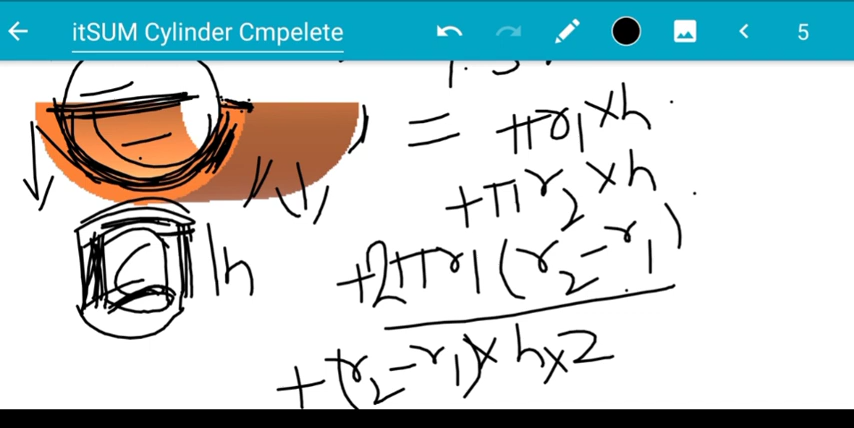 itSUM Cylinder Cmpelete
5
= πr1×h
+πr2×h
h
+2πr1(r2-r1)
+(r2-r1)×h×2